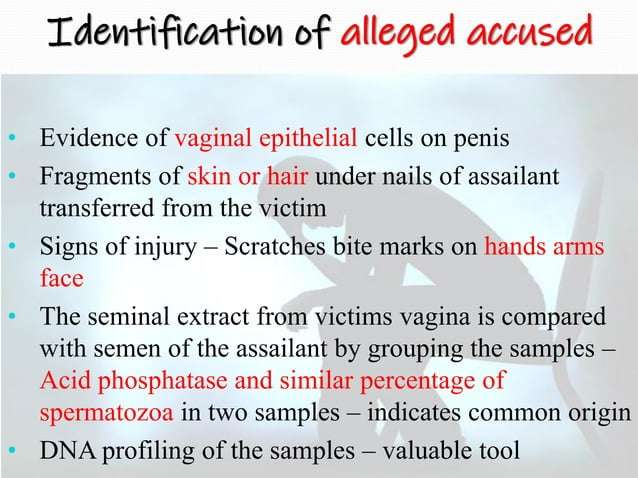 Identification of alleged accused
• Evidence of vaginal epithelial cells on penis
• Fragments of skin or hair under nails of assailant
transferred from the victim
• Signs of injury – Scratches bite marks on hands arms
face
• The seminal extract from victims vagina is compared
with semen of the assailant by grouping the samples –
Acid phosphatase and similar percentage of
spermatozoa in two samples – indicates common origin
• DNA profiling of the samples – valuable tool